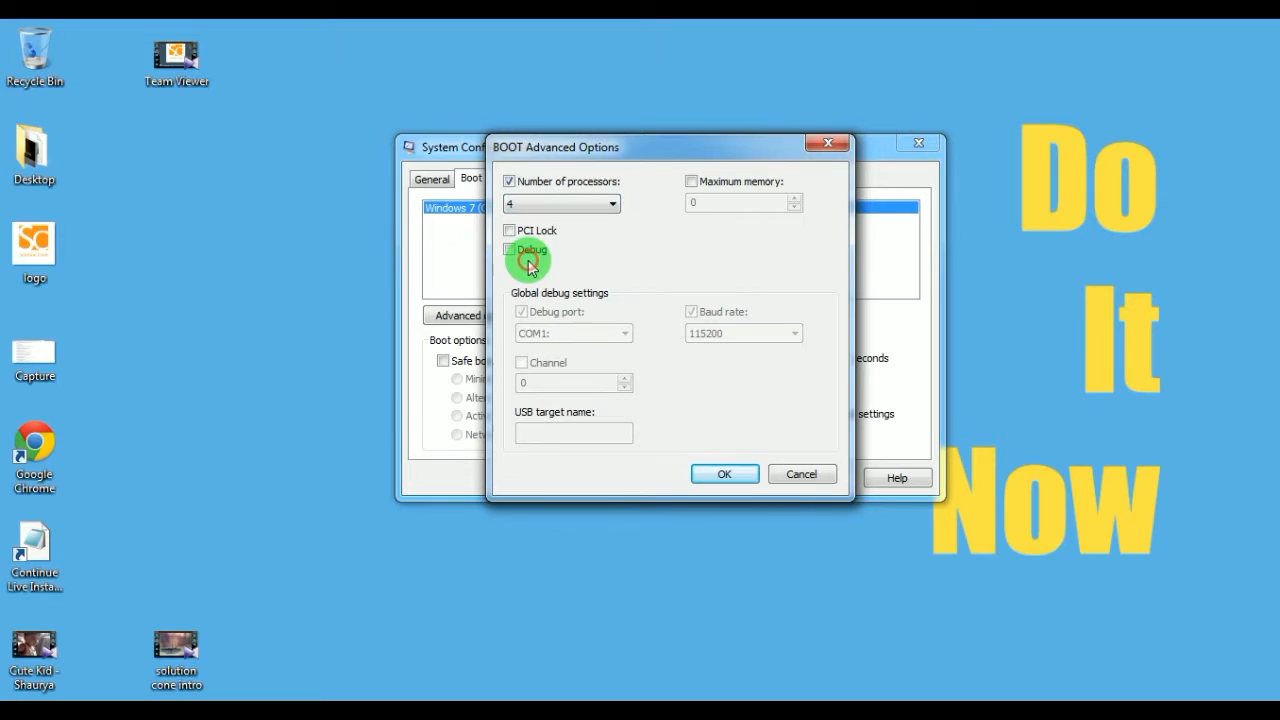 Recycle Bin
Team Viewer
Desktop
SC
logo
Capture
Google
Chrome
Continue
Live Insta...
Cute Kid -
Shaurya
solution
cone intro
System Conf
General
Boot
Windows 7 (C
Advanced
Boot options
Safe bo
Mini
Alte
Acti
Netw
econds
settings
Help
BOOT Advanced Options
Number of processors:
Maximum memory:
4
0
PCI Lock
Debug
Global debug settings
Debug port:
Baud rate:
COM1:
115200
Channel
0
USB target name:
OK
Cancel
Do
It
Now